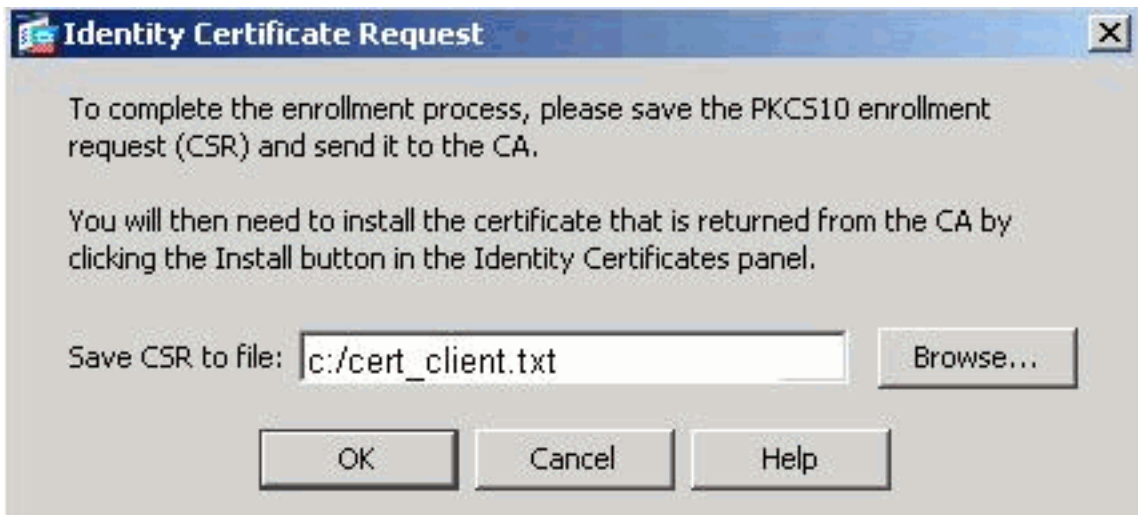 Identity Certificate Request
To complete the enrollment process, please save the PKCS10 enrollment
request (CSR) and send it to the CA.
You will then need to install the certificate that is returned from the CA by
clicking the Install button in the Identity Certificates panel.
Save CSR to file: c:/cert_client.txt Browse...
OK Cancel Help